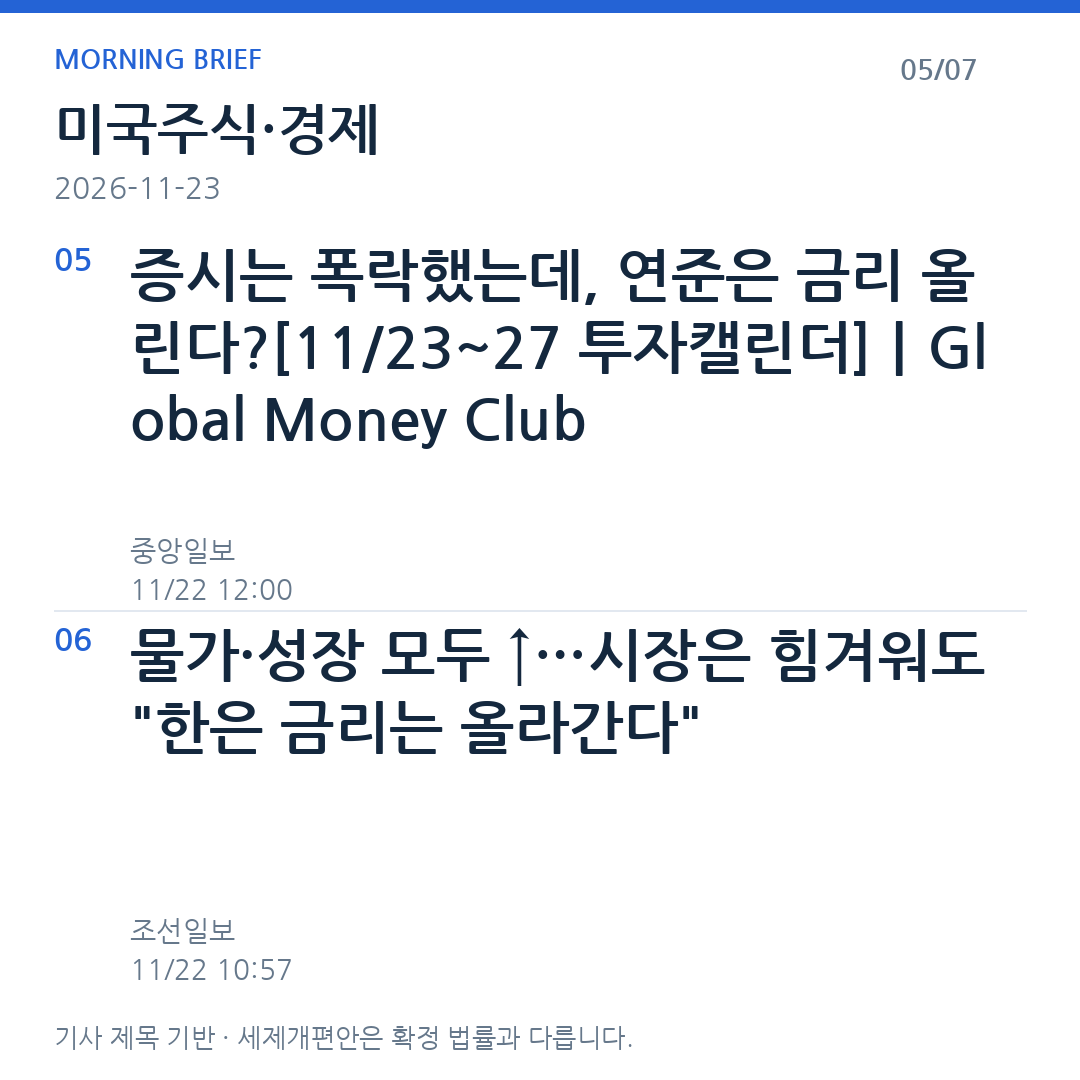 MORNING BRIEF
05/07
미국주식·경제
2026-11-23
05
증시는 폭락했는데, 연준은 금리 올
린다?[11/23~27 투자캘린더] | Gl
obal Money Club
중앙일보
11/22 12:00
06
물가·성장 모두 ↑…시장은 힘겨워도
"한은 금리는 올라간다"
조선일보
11/22 10:57
기사 제목 기반 · 세제개편안은 확정 법률과 다릅니다.